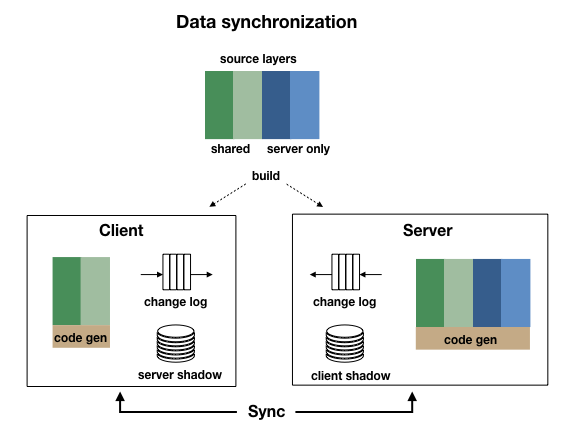 Data synchronization
source layers
shared server only
build
Client
Server
change log
code gen
server shadow
change log
client shadow
code gen
Sync